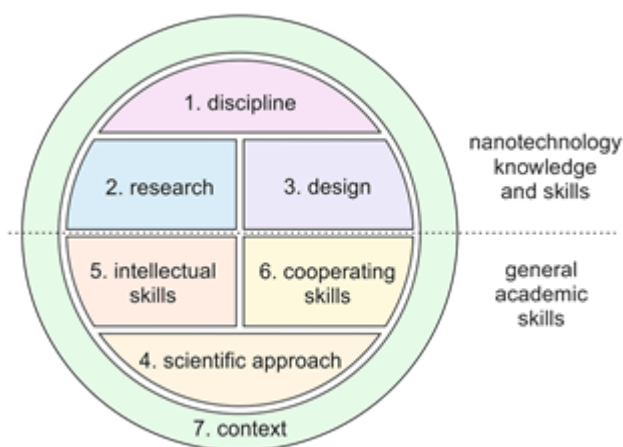 1. discipline
2. research
3. design
nanotechnology
knowledge
and skills
5. intellectual
skills
6. cooperating
skills
general
academic
skills
4. scientific approach
7. context